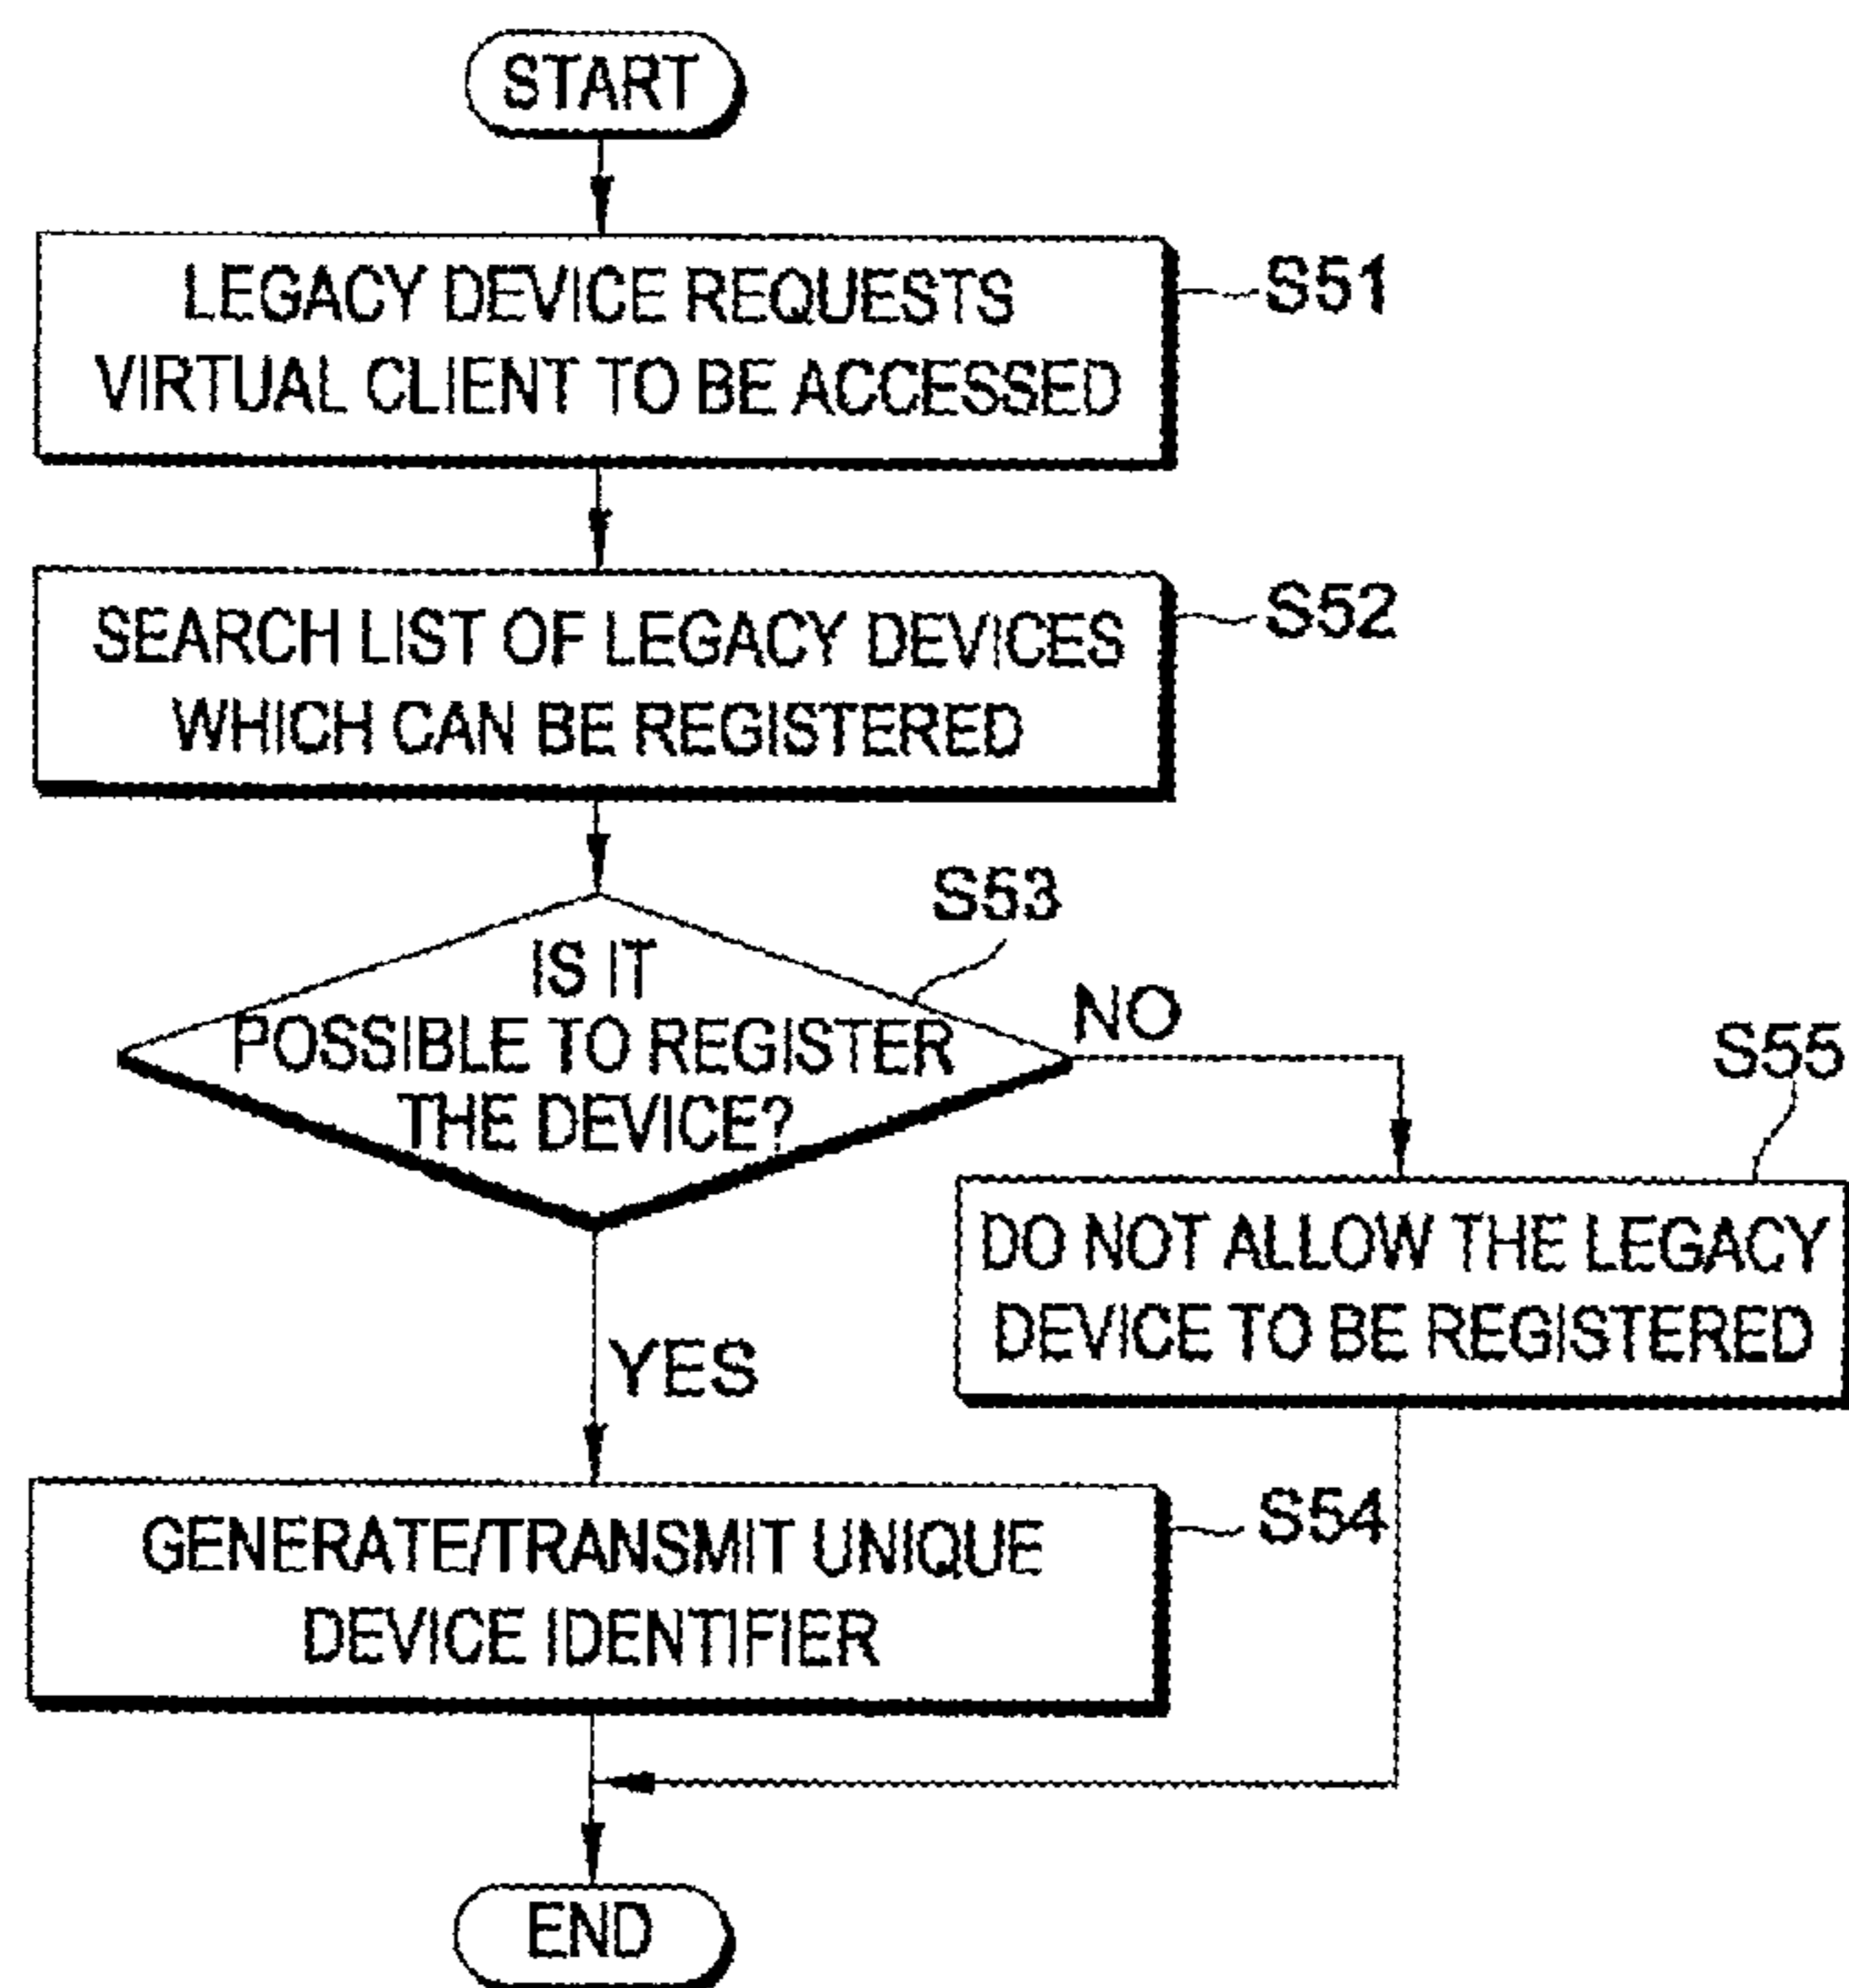 START
LEGACY DEVICE REQUESTS
VIRTUAL CLIENT TO BE ACCESSED
S51
SEARCH LIST OF LEGACY DEVICES
WHICH CAN BE REGISTERED
S52
S53
IS IT
POSSIBLE TO REGISTER
THE DEVICE?
NO
S55
DO NOT ALLOW THE LEGACY
DEVICE TO BE REGISTERED
YES
GENERATE/TRANSMIT UNIQUE
DEVICE IDENTIFIER
S54
END